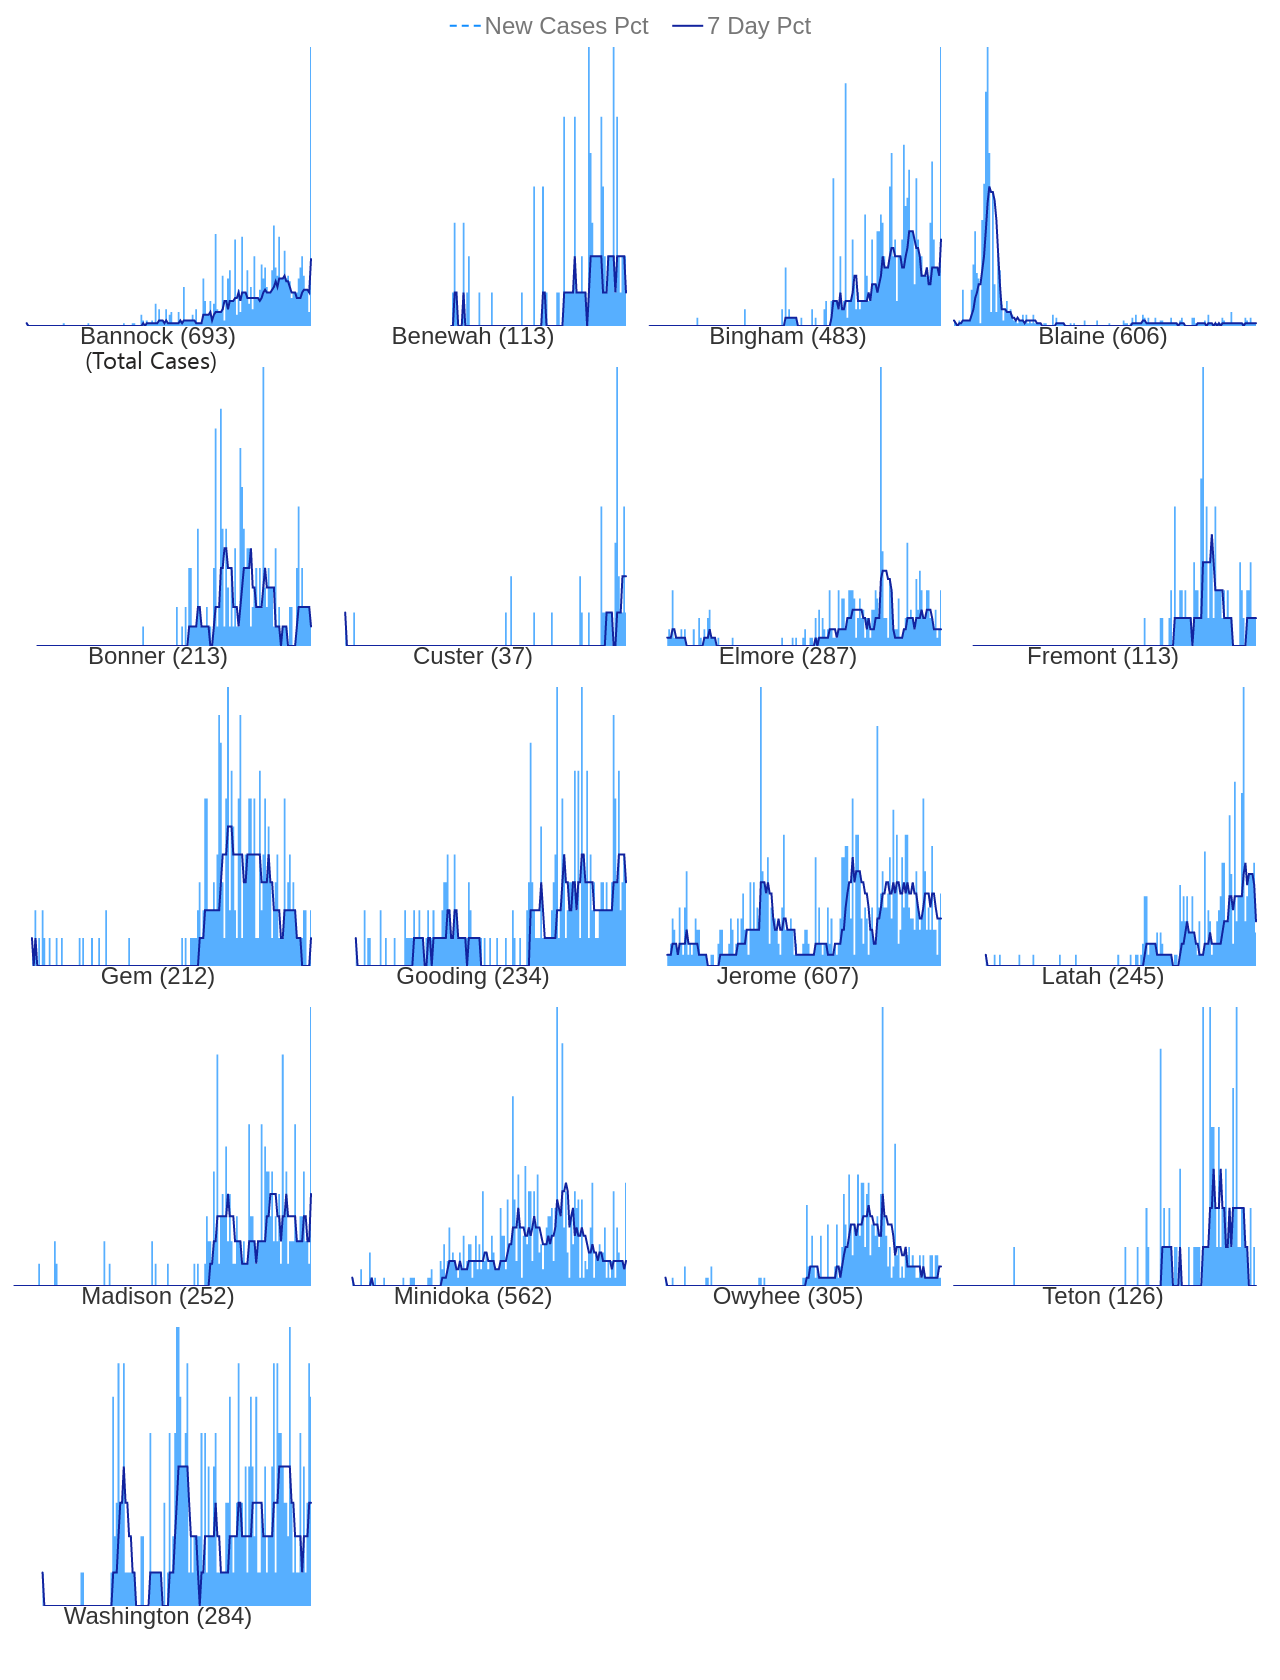 New Cases Pct 7 Day Pct
Bannock (693) Benewah (113) Bingham (483) Blaine (606)
(Total Cases)
Bonner (213) Custer (37) Elmore (287) Fremont (113)
Gem (212) Gooding (234) Jerome (607) Latah (245)
Madison (252) Minidoka (562) Owyhee (305) Teton (126)
Washington (284)